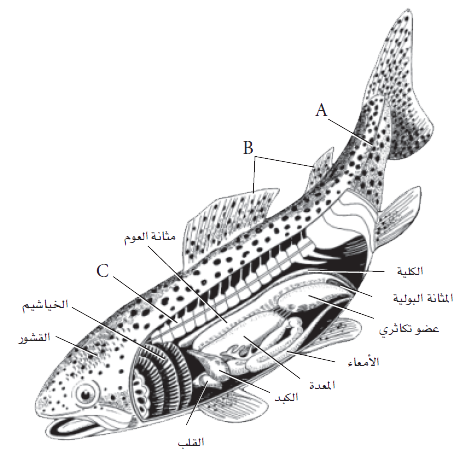 A
B
مثانة العوم
C
الخياشيم
القشور
الكلية
المثانة البولية
عضو تكاثري
الأمعاء
المعدة
الكبد
القلب